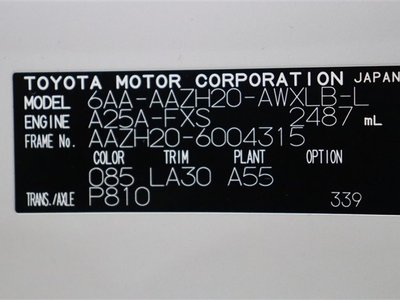 TOYOTA MOTOR CORPORATION JAPAN
MODEL 6AA-AAZH20-AWXLB-L
ENGINE A25A-FXS 2487 mL
FRAME No. AAZH20-6004315
COLOR TRIM PLANT OPTION
085 LA30 A55
TRANS./AXLE P810 339